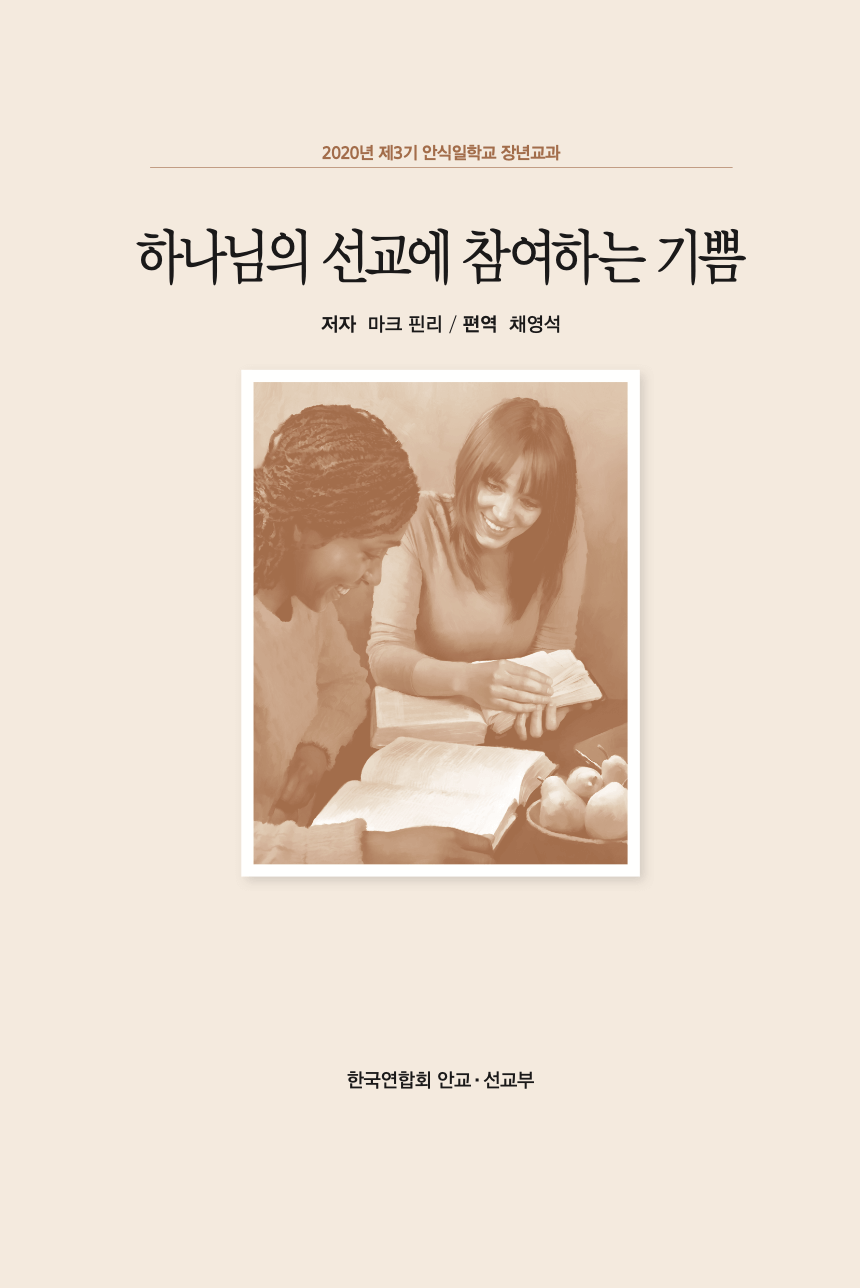 2020년 제3기 안식일학교 장년교과
하나님의 선교에 참여하는 기쁨
저자 마크 핀리 / 편역 채영석
한국연합회 안교·선교부